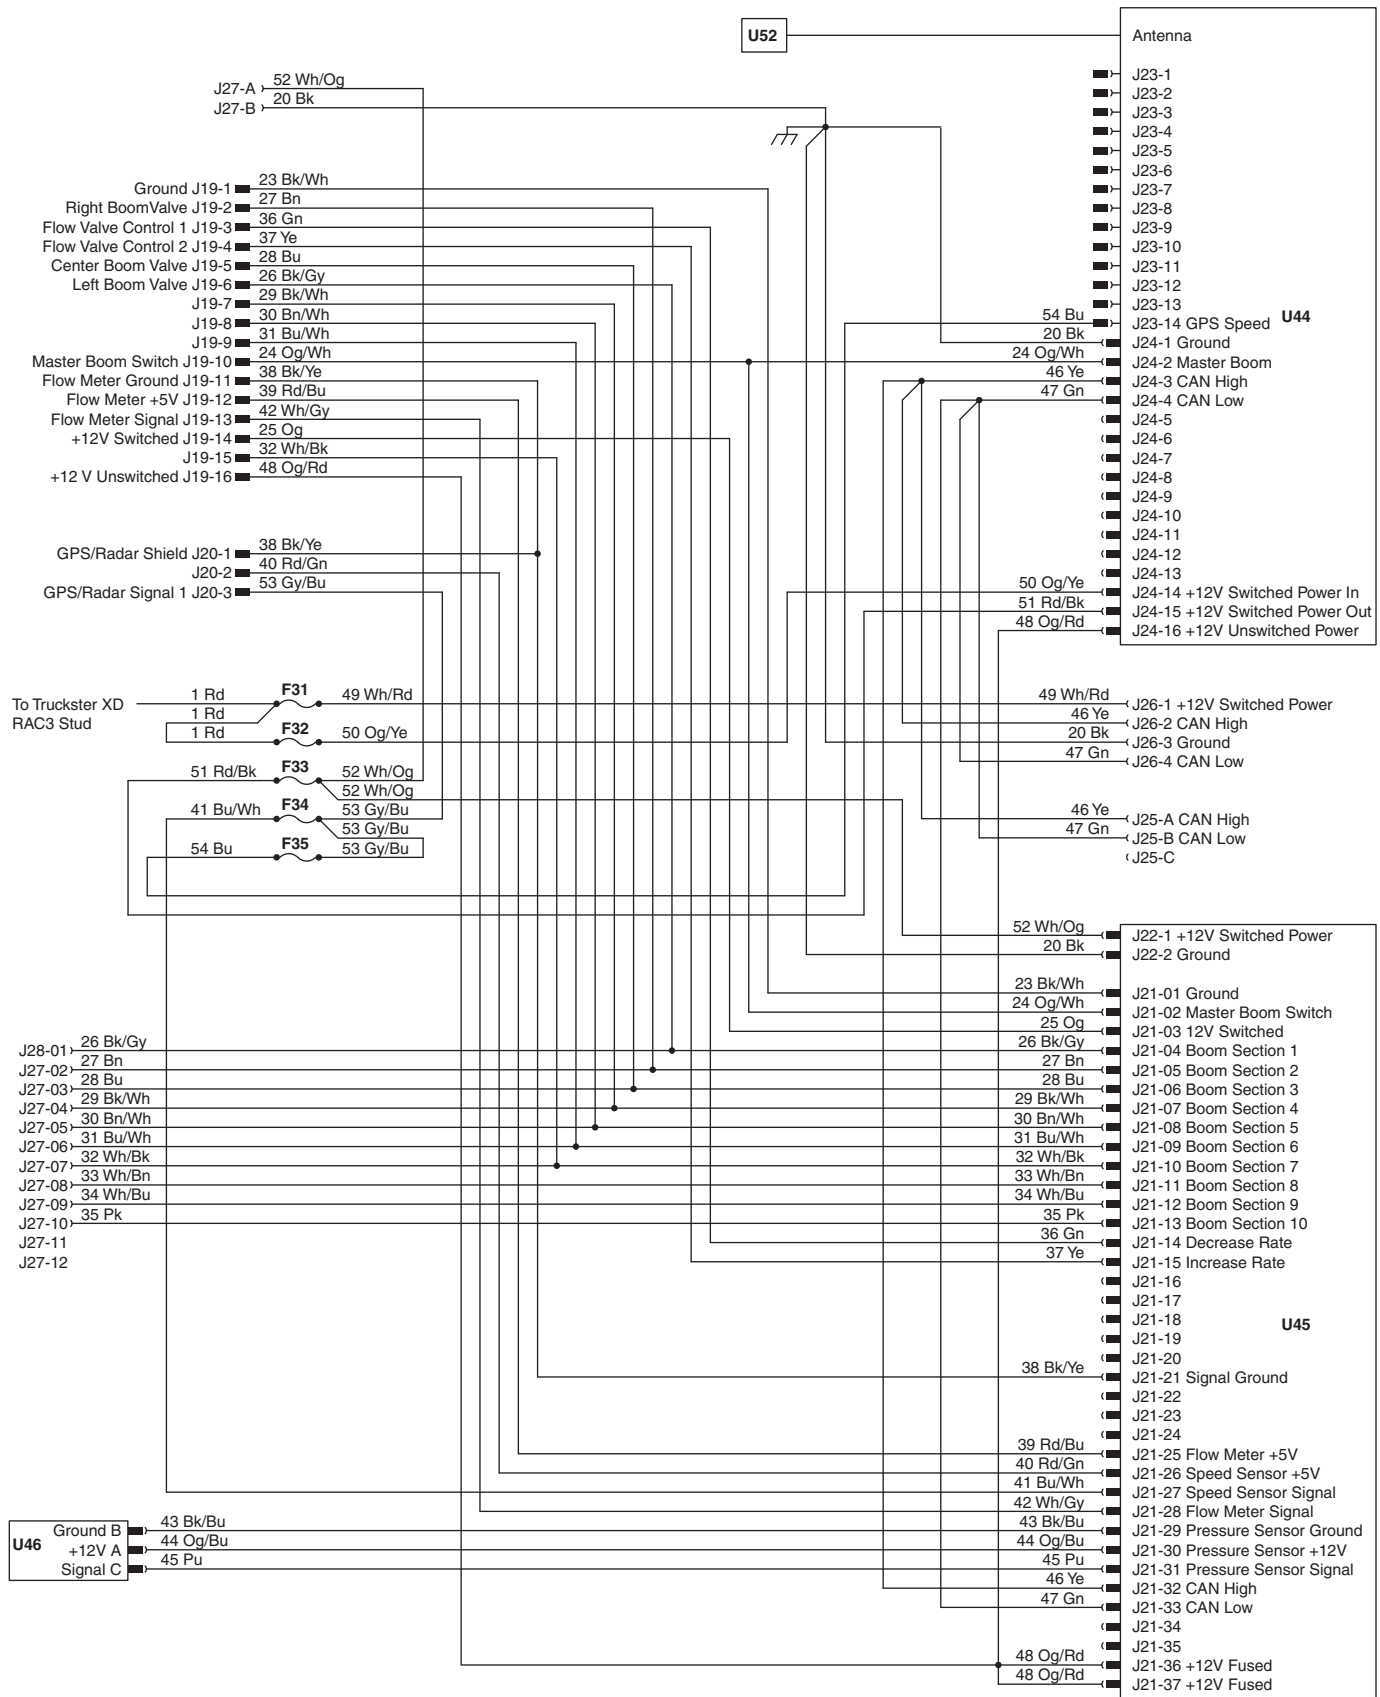 U52
Antenna
J23-1
J23-2
J23-3
J23-4
J23-5
J23-6
J23-7
J23-8
J23-9
J23-10
J23-11
J23-12
J23-13
54 Bu J23-14 GPS Speed
U44
20 Bk J24-1 Ground
24 Og/Wh J24-2 Master Boom
46 Ye J24-3 CAN High
47 Gn J24-4 CAN Low
J24-5
J24-6
J24-7
J24-8
J24-9
J24-10
J24-11
J24-12
J24-13
50 Og/Ye J24-14 +12V Switched Power In
51 Rd/Bk J24-15 +12V Switched Power Out
48 Og/Rd J24-16 +12V Unswitched Power
J27-A 52 Wh/Og
J27-B 20 Bk
Ground J19-1 23 Bk/Wh
Right BoomValve J19-2 27 Bn
Flow Valve Control 1 J19-3 36 Gn
Flow Valve Control 2 J19-4 37 Ye
Center Boom Valve J19-5 28 Bu
Left Boom Valve J19-6 26 Bk/Gy
J19-7 29 Bk/Wh
J19-8 30 Bn/Wh
J19-9 31 Bu/Wh
Master Boom Switch J19-10 24 Og/Wh
Flow Meter Ground J19-11 38 Bk/Ye
Flow Meter +5V J19-12 39 Rd/Bu
Flow Meter Signal J19-13 42 Wh/Gy
+12V Switched J19-14 25 Og
J19-15 32 Wh/Bk
+12 V Unswitched J19-16 48 Og/Rd
GPS/Radar Shield J20-1 38 Bk/Ye
J20-2 40 Rd/Gn
GPS/Radar Signal 1 J20-3 53 Gy/Bu
To Truckster XD
RAC3 Stud
1 Rd F31 49 Wh/Rd
1 Rd
1 Rd F32 50 Og/Ye
51 Rd/Bk F33 52 Wh/Og
52 Wh/Og
41 Bu/Wh F34 53 Gy/Bu
53 Gy/Bu
54 Bu F35 53 Gy/Bu
49 Wh/Rd J26-1 +12V Switched Power
46 Ye J26-2 CAN High
20 Bk J26-3 Ground
47 Gn J26-4 CAN Low
46 Ye J25-A CAN High
47 Gn J25-B CAN Low
J25-C
52 Wh/Og J22-1 +12V Switched Power
20 Bk J22-2 Ground
23 Bk/Wh J21-01 Ground
24 Og/Wh J21-02 Master Boom Switch
25 Og J21-03 12V Switched
J28-01 26 Bk/Gy 26 Bk/Gy J21-04 Boom Section 1
J27-02 27 Bn 27 Bn J21-05 Boom Section 2
J27-03 28 Bu 28 Bu J21-06 Boom Section 3
J27-04 29 Bk/Wh 29 Bk/Wh J21-07 Boom Section 4
J27-05 30 Bn/Wh 30 Bn/Wh J21-08 Boom Section 5
J27-06 31 Bu/Wh 31 Bu/Wh J21-09 Boom Section 6
J27-07 32 Wh/Bk 32 Wh/Bk J21-10 Boom Section 7
J27-08 33 Wh/Bn 33 Wh/Bn J21-11 Boom Section 8
J27-09 34 Wh/Bu 34 Wh/Bu J21-12 Boom Section 9
J27-10 35 Pk 35 Pk J21-13 Boom Section 10
J27-11 36 Gn J21-14 Decrease Rate
J27-12 37 Ye J21-15 Increase Rate
J21-16
J21-17
J21-18
U45
J21-19
J21-20
38 Bk/Ye J21-21 Signal Ground
J21-22
J21-23
J21-24
39 Rd/Bu J21-25 Flow Meter +5V
40 Rd/Gn J21-26 Speed Sensor +5V
41 Bu/Wh J21-27 Speed Sensor Signal
42 Wh/Gy J21-28 Flow Meter Signal
U46
Ground B 43 Bk/Bu 43 Bk/Bu J21-29 Pressure Sensor Ground
+12V A 44 Og/Bu 44 Og/Bu J21-30 Pressure Sensor +12V
Signal C 45 Pu 45 Pu J21-31 Pressure Sensor Signal
46 Ye J21-32 CAN High
47 Gn J21-33 CAN Low
J21-34
J21-35
48 Og/Rd J21-36 +12V Fused
48 Og/Rd J21-37 +12V Fused